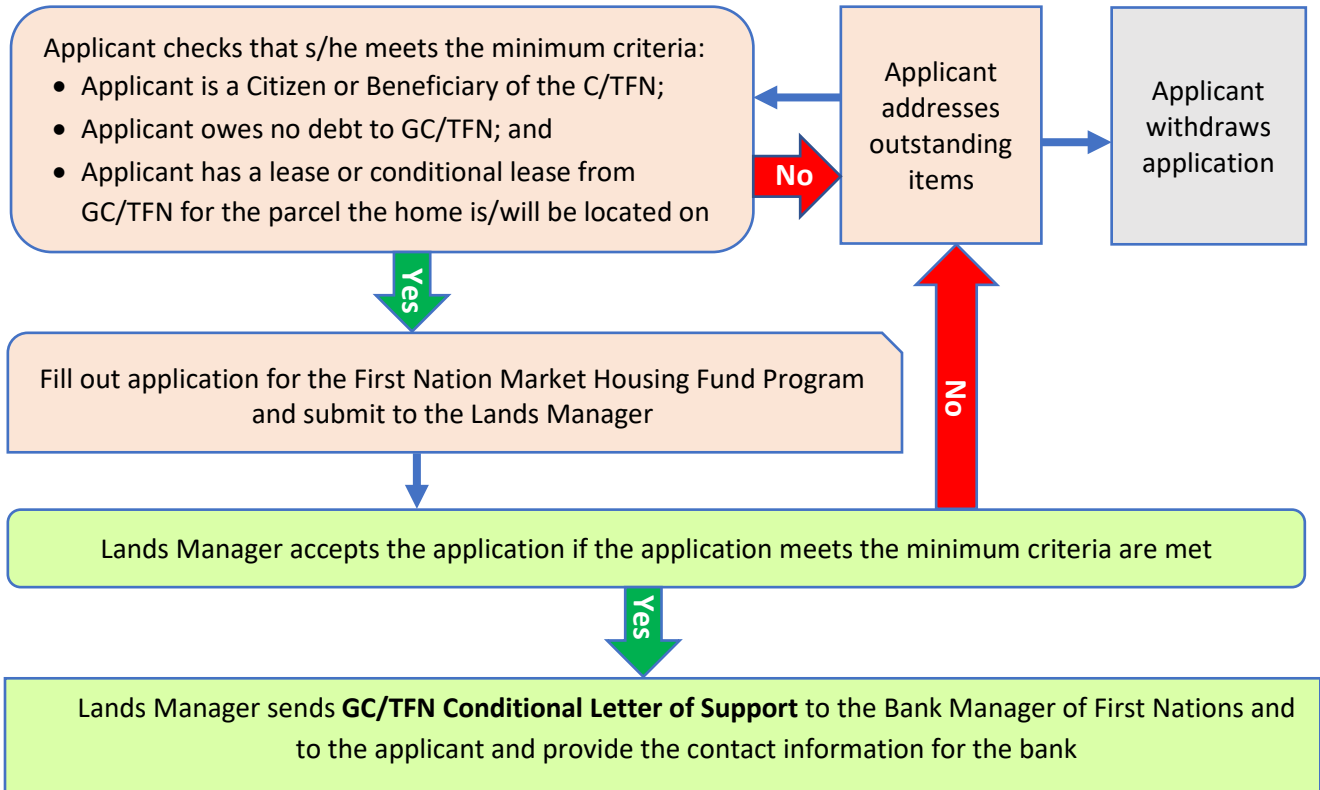 Applicant checks that s/he meets the minimum criteria:
• Applicant is a Citizen or Beneficiary of the C/TFN;
• Applicant owes no debt to GC/TFN; and
• Applicant has a lease or conditional lease from
GC/TFN for the parcel the home is/will be located on
No
Applicant
addresses
outstanding
items
Applicant
withdraws
application
Yes
Fill out application for the First Nation Market Housing Fund Program
and submit to the Lands Manager
No
Lands Manager accepts the application if the application meets the minimum criteria are met
Yes
Lands Manager sends GC/TFN Conditional Letter of Support to the Bank Manager of First Nations and
to the applicant and provide the contact information for the bank